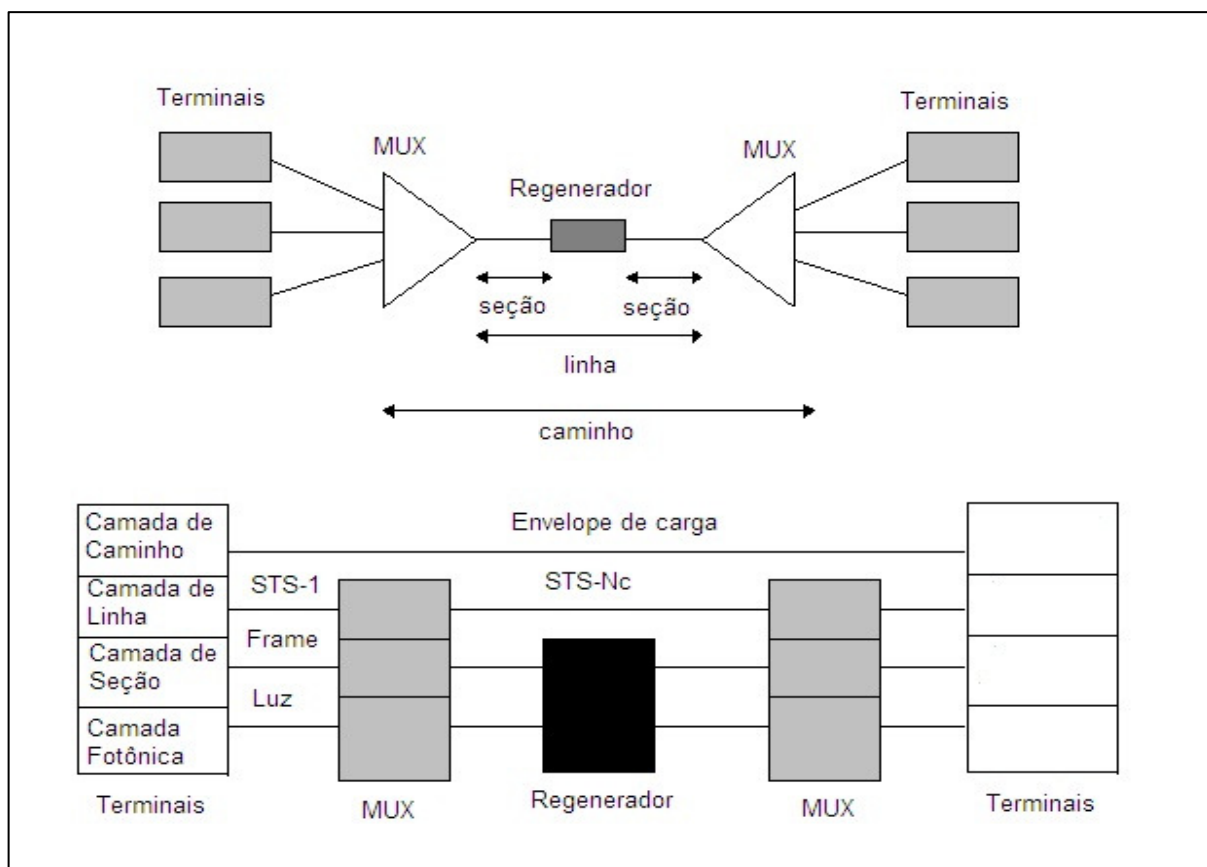 Terminais
Terminais
MUX
MUX
Regenerador
seção
seção
linha
caminho
Camada de
Caminho
Envelope de carga
Camada de
Linha
STS-1
STS-Nc
Frame
Camada de
Seção
Luz
Camada
Fotônica
Terminais
MUX
Regenerador
MUX
Terminais